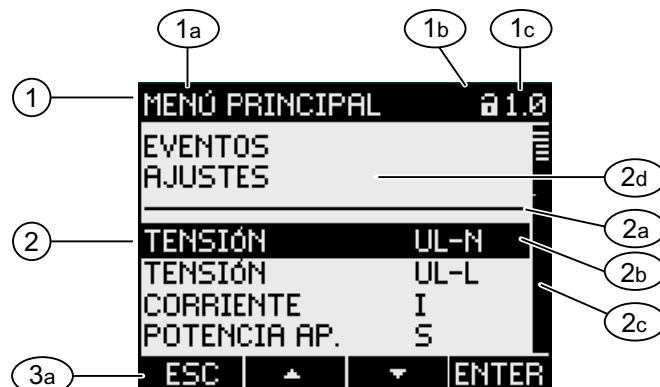 1a 1b 1c
1 MENÚ PRINCIPAL 1.0
EVENTOS
AJUSTES 2d
2a
2 TENSIÓN UL-N 2b
TENSIÓN UL-L
CORRIENTE I 2c
POTENCIA AP. S
3a ESC ENTER